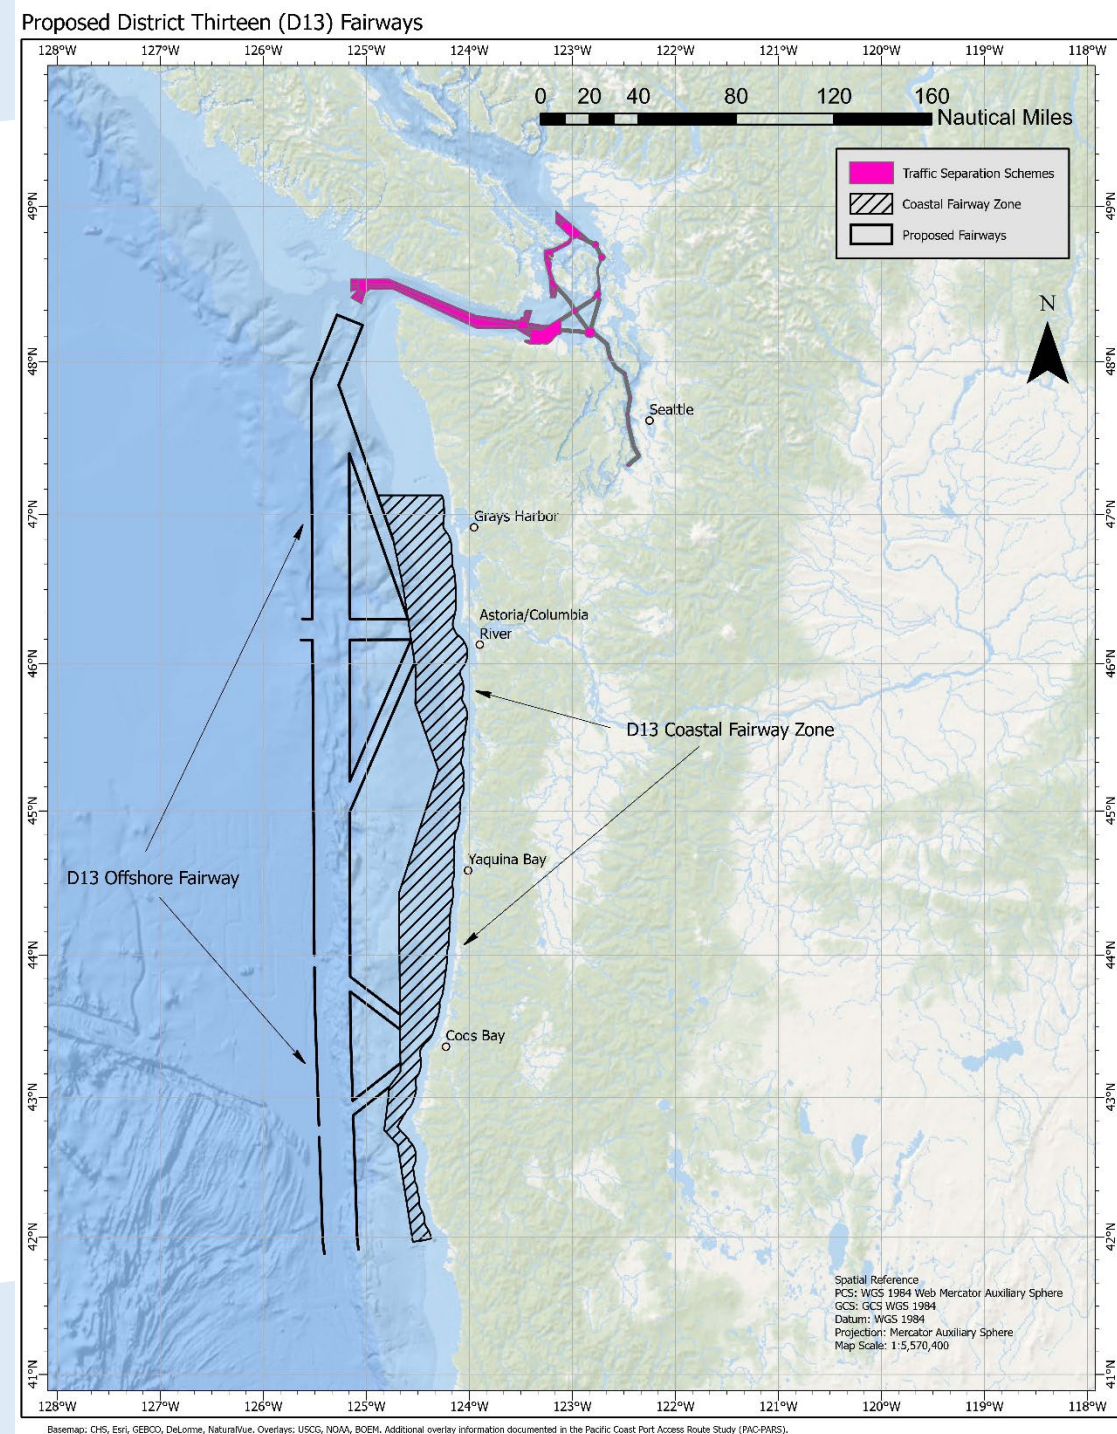 Proposed District Thirteen (D13) Fairways
128°W 127°W 126°W 125°W 124°W 123°W 122°W 121°W 120°W 119°W 118°W
0 20 40 80 120 160
Nautical Miles
Traffic Separation Schemes
Coastal Fairway Zone
Proposed Fairways
49°N 49°N
N
48°N 48°N
Seattle
47°N 47°N
Grays Harbor
Astoria/Columbia
River
46°N 46°N
D13 Coastal Fairway Zone
45°N 45°N
Yaquina Bay
D13 Offshore Fairway
44°N 44°N
Coos Bay
43°N 43°N
42°N 42°N
Spatial Reference
PCS: WGS 1984 Web Mercator Auxiliary Sphere
GCS: GCS WGS 1984
Datum: WGS 1984
Projection: Mercator Auxiliary Sphere
Map Scale: 1:5,570,400
41°N 41°N
128°W 127°W 126°W 125°W 124°W 123°W 122°W 121°W 120°W 119°W 118°W
Basemap: CHS, Esri, GEBCO, DeLorme, NaturalVue. Overlays: USCG, NOAA, BOEM. Additional overlay information documented in the Pacific Coast Port Access Route Study (PAC-PARS).